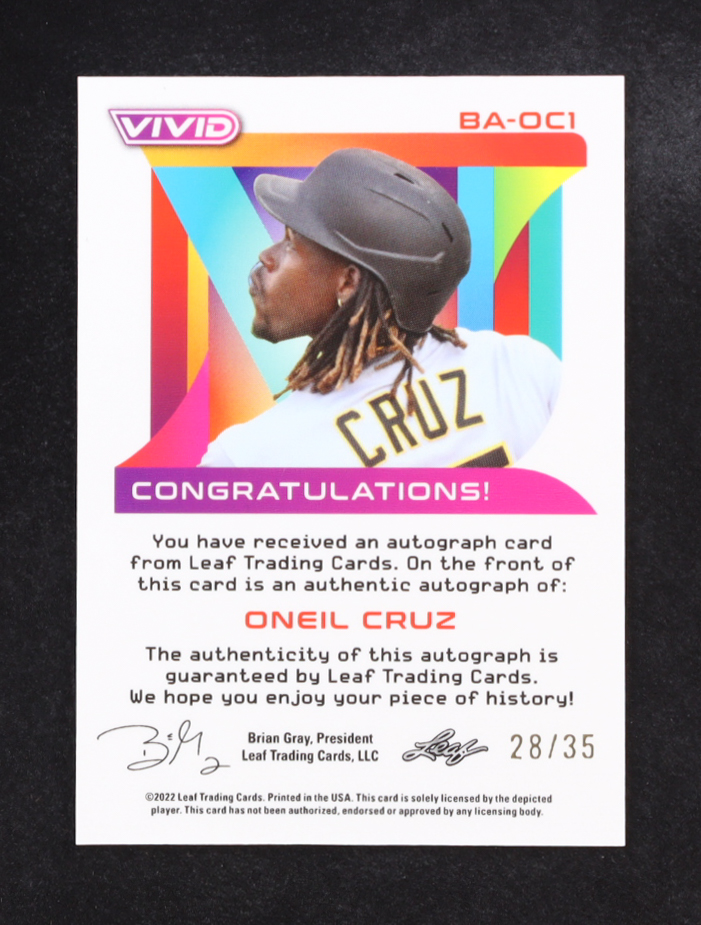 VIVID
BA-OC1
CRUZ
CONGRATULATIONS!
You have received an autograph card
from Leaf Trading Cards. On the front of
this card is an authentic autograph of:
ONEIL CRUZ
The authenticity of this autograph is
guaranteed by Leaf Trading Cards.
We hope you enjoy your piece of history!
Brian Gray, President
Leaf Trading Cards, LLC
Leaf
28/35
©2022 Leaf Trading Cards. Printed in the USA. This card is solely licensed by the depicted
player. This card has not been authorized, endorsed or approved by any licensing body.